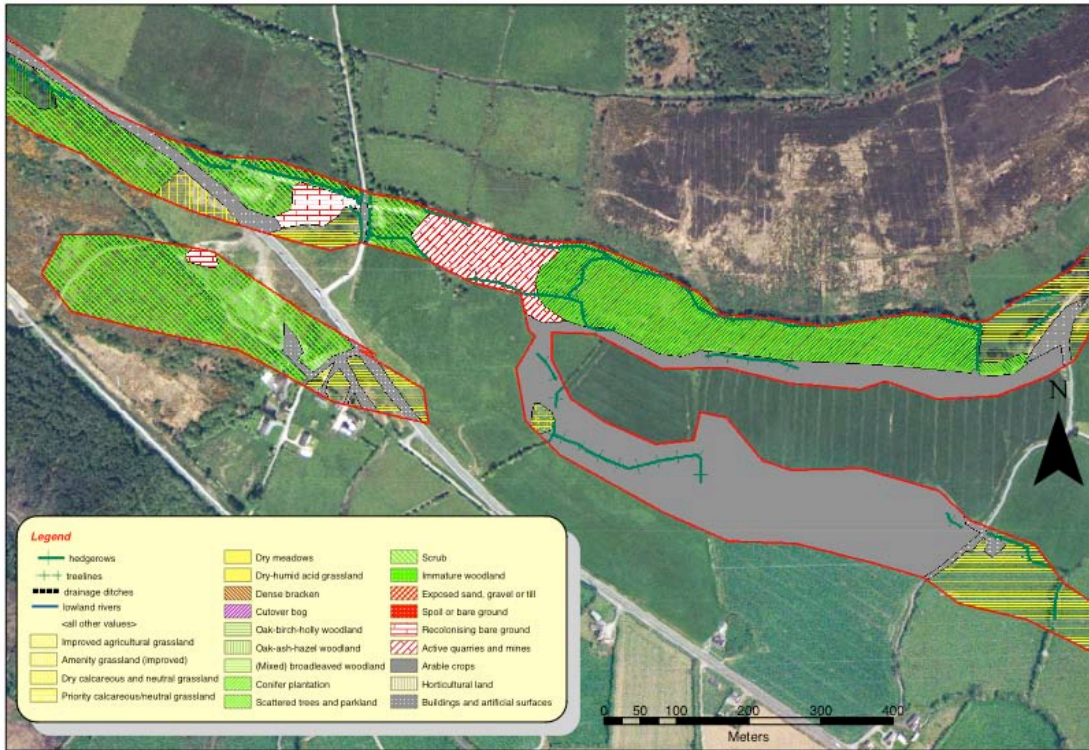 N
Legend
hedgerows
treelines
drainage ditches
lowland rivers
<all other values>
Improved agricultural grassland
Amenity grassland (improved)
Dry calcareous and neutral grassland
Priority calcareous/neutral grassland
Dry meadows
Dry-humid acid grassland
Dense bracken
Cutover bog
Oak-birch-holly woodland
Oak-ash-hazel woodland
(Mixed) broadleaved woodland
Conifer plantation
Scattered trees and parkland
Scrub
Immature woodland
Exposed sand, gravel or till
Spoil or bare ground
Recolonising bare ground
Active quarries and mines
Arable crops
Horticultural land
Buildings and artificial surfaces
0 50 100 200 300 400
Meters